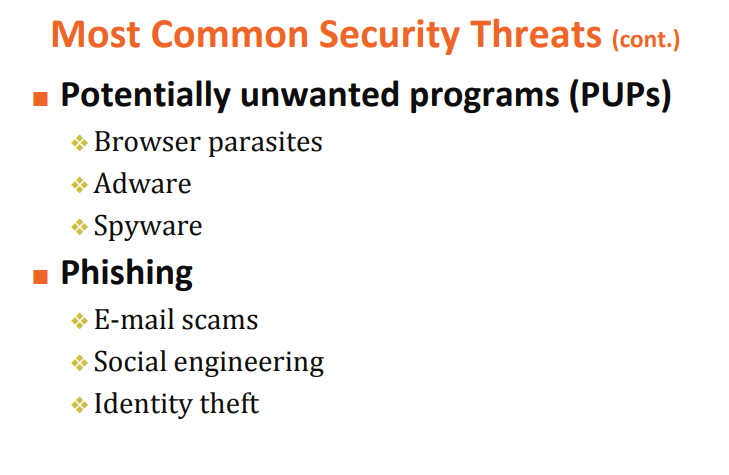 Most Common Security Threats (cont.)
Potentially unwanted programs (PUPs)
Browser parasites
Adware
Spyware
Phishing
E-mail scams
Social engineering
Identity theft